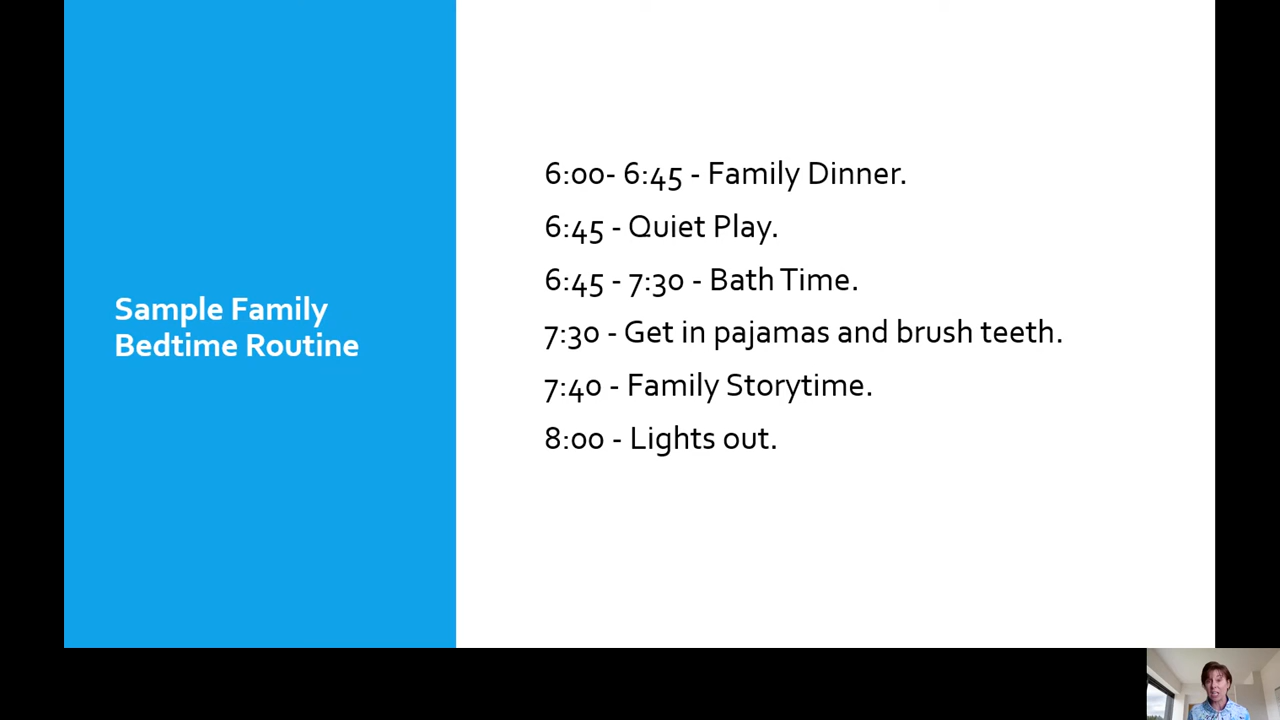 Sample Family
Bedtime Routine
6:00- 6:45 - Family Dinner.
6:45 - Quiet Play.
6:45 - 7:30 - Bath Time.
7:30 - Get in pajamas and brush teeth.
7:40 - Family Storytime.
8:00 - Lights out.